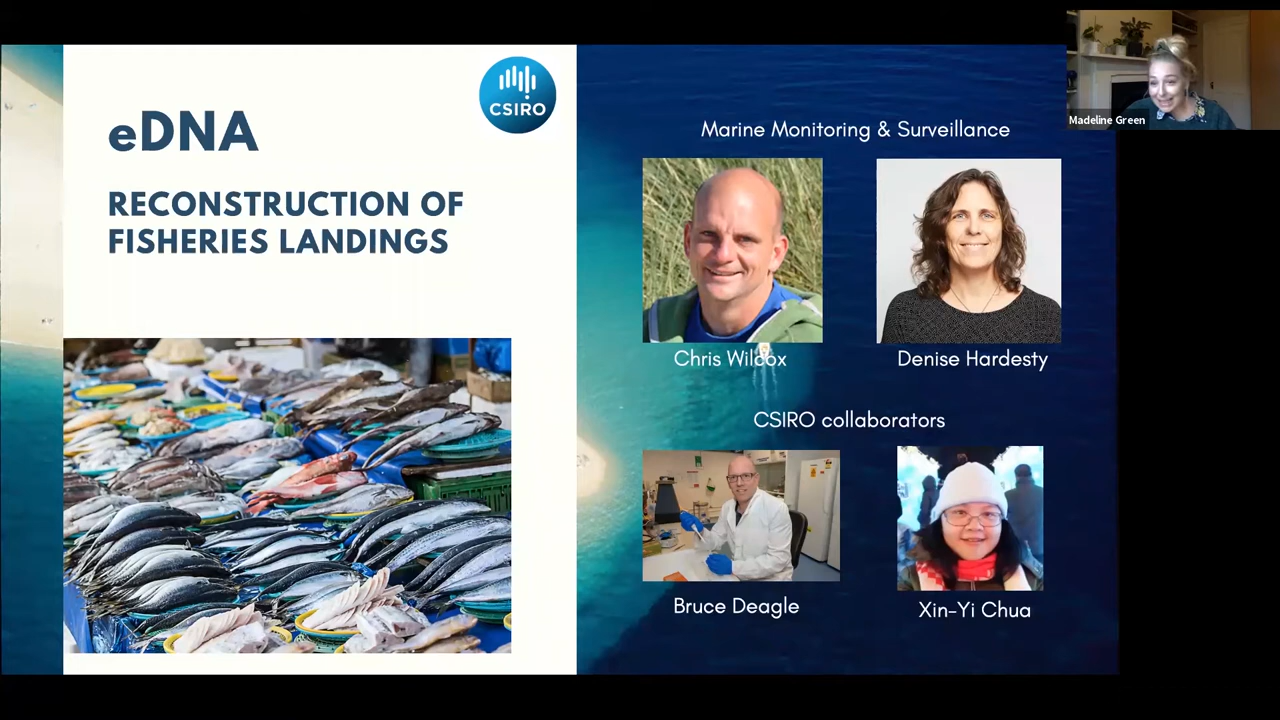 eDNA
RECONSTRUCTION OF
FISHERIES LANDINGS
CSIRO
Marine Monitoring & Surveillance
Chris Wilcox
Denise Hardesty
CSIRO collaborators
Bruce Deagle
Xin-Yi Chua
Madeline Green